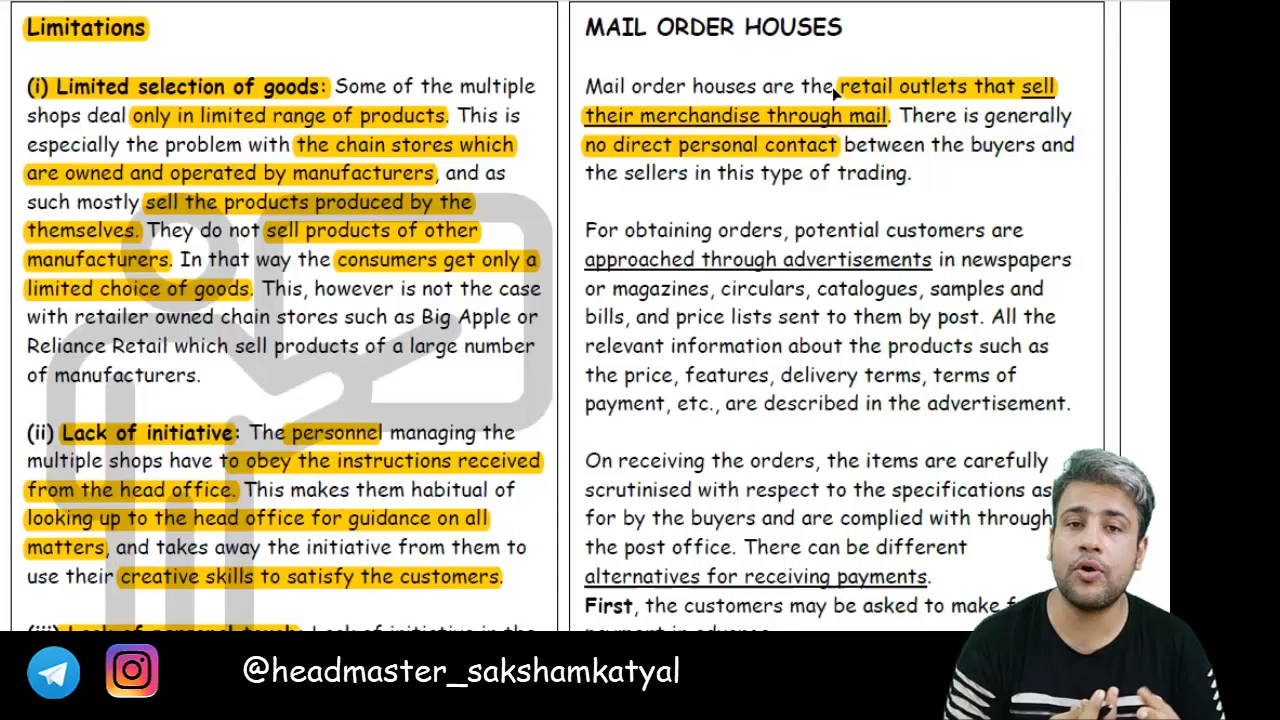 Limitations
(i) Limited selection of goods: Some of the multiple
shops deal only in limited range of products. This is
especially the problem with the chain stores which
are owned and operated by manufacturers, and as
such mostly sell the products produced by the
themselves. They do not sell products of other
manufacturers. In that way the consumers get only a
limited choice of goods. This, however is not the case
with retailer owned chain stores such as Big Apple or
Reliance Retail which sell products of a large number
of manufacturers.
(ii) Lack of initiative: The personnel managing the
multiple shops have to obey the instructions received
from the head office. This makes them habitual of
looking up to the head office for guidance on all
matters, and takes away the initiative from them to
use their creative skills to satisfy the customers.
(iii) Lack of personal touch: Lack of initiative in the
MAIL ORDER HOUSES
Mail order houses are the retail outlets that sell
their merchandise through mail. There is generally
no direct personal contact between the buyers and
the sellers in this type of trading.
For obtaining orders, potential customers are
approached through advertisements in newspapers
or magazines, circulars, catalogues, samples and
bills, and price lists sent to them by post. All the
relevant information about the products such as
the price, features, delivery terms, terms of
payment, etc., are described in the advertisement.
On receiving the orders, the items are carefully
scrutinised with respect to the specifications as
for by the buyers and are complied with through
the post office. There can be different
alternatives for receiving payments.
First, the customers may be asked to make
payment in advance
@headmaster_sakshamkatyal